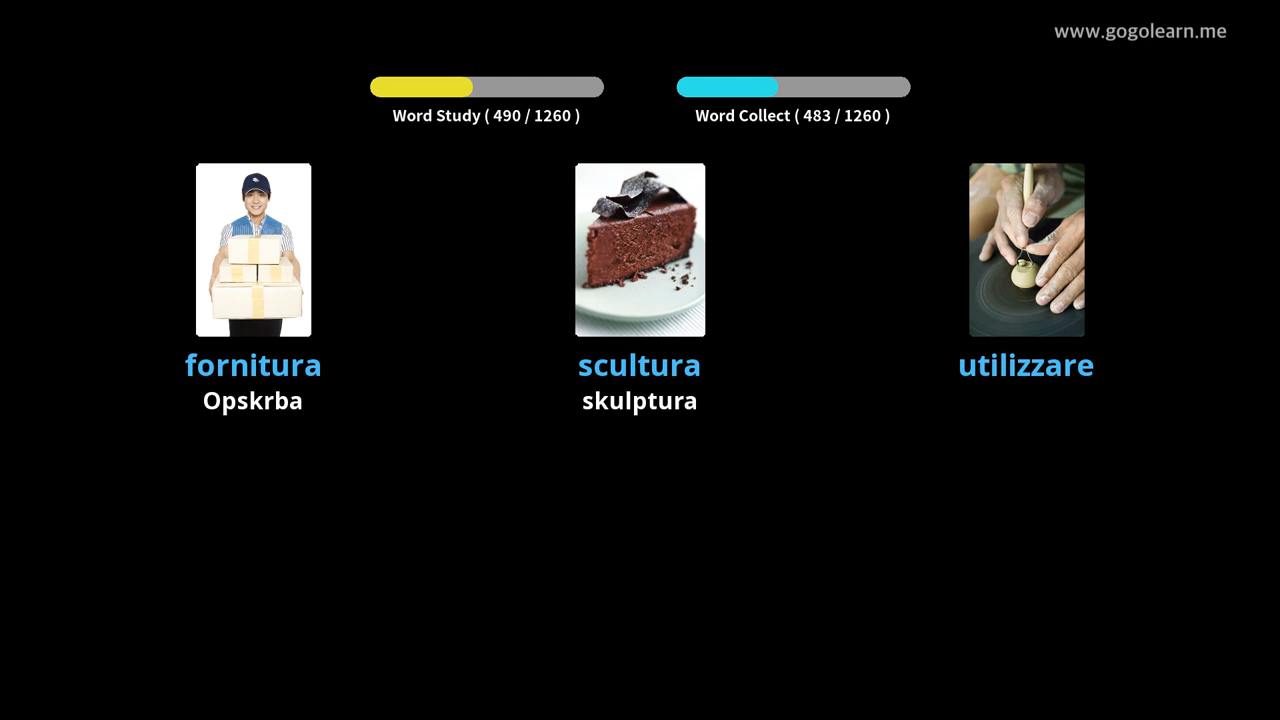 www.gogolearn.me
Word Study ( 490 / 1260 )
Word Collect ( 483 / 1260 )
fornitura
Opskrba
scultura
skulptura
utilizzare